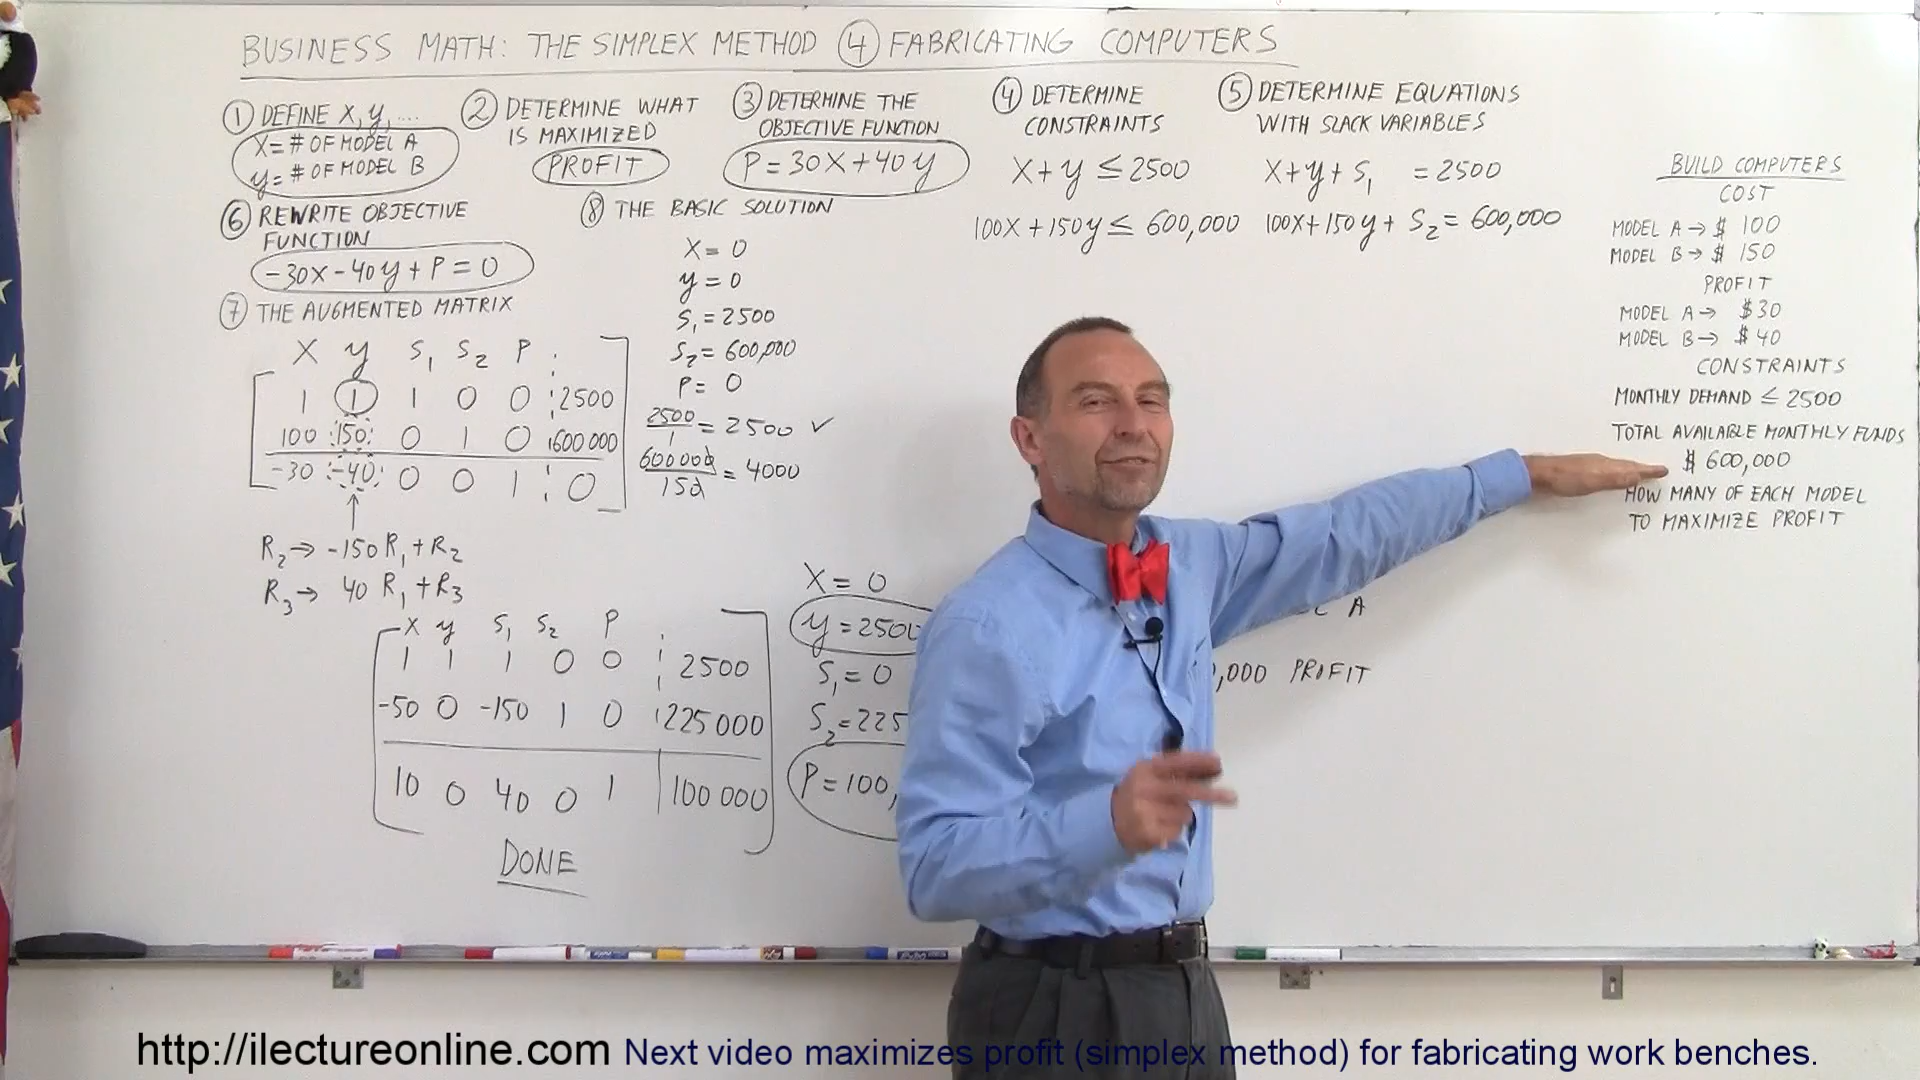 BUSINESS MATH: THE SIMPLEX METHOD ④ FABRICATING COMPUTERS
① DEFINE X, y, ....
X = # OF MODEL A
y = # OF MODEL B
② DETERMINE WHAT
IS MAXIMIZED
PROFIT
③ DETERMINE THE
OBJECTIVE FUNCTION
P = 30X + 40y
④ DETERMINE
CONSTRAINTS
X + y ≤ 2500
100X + 150y ≤ 600,000
⑤ DETERMINE EQUATIONS
WITH SLACK VARIABLES
X + y + S₁ = 2500
100X + 150y + S₂ = 600,000
⑥ REWRITE OBJECTIVE
FUNCTION
-30X - 40y + P = 0
⑦ THE AUGMENTED MATRIX
X y S₁ S₂ P
1 1 1 0 0 2500
100 150 0 1 0 600 000
-30 -40 0 0 1 0
R₂ → -150 R₁ + R₂
R₃ → 40 R₁ + R₃
⑧ THE BASIC SOLUTION
X = 0
y = 0
S₁ = 2500
S₂ = 600,000
P = 0
2500/1 = 2500 ✓
600000/150 = 4000
X y S₁ S₂ P
1 1 1 0 0 2500
-50 0 -150 1 0 225 000
10 0 40 0 1 100 000
DONE
X = 0
y = 250
S₁ = 0
S₂ = 225
P = 100,
A
,000 PROFIT
BUILD COMPUTERS
COST
MODEL A → $ 100
MODEL B → $ 150
PROFIT
MODEL A → $30
MODEL B → $ 40
CONSTRAINTS
MONTHLY DEMAND ≤ 2500
TOTAL AVAILABLE MONTHLY FUNDS
$ 600,000
HOW MANY OF EACH MODEL
TO MAXIMIZE PROFIT
http://ilectureonline.com Next video maximizes profit (simplex method) for fabricating work benches.